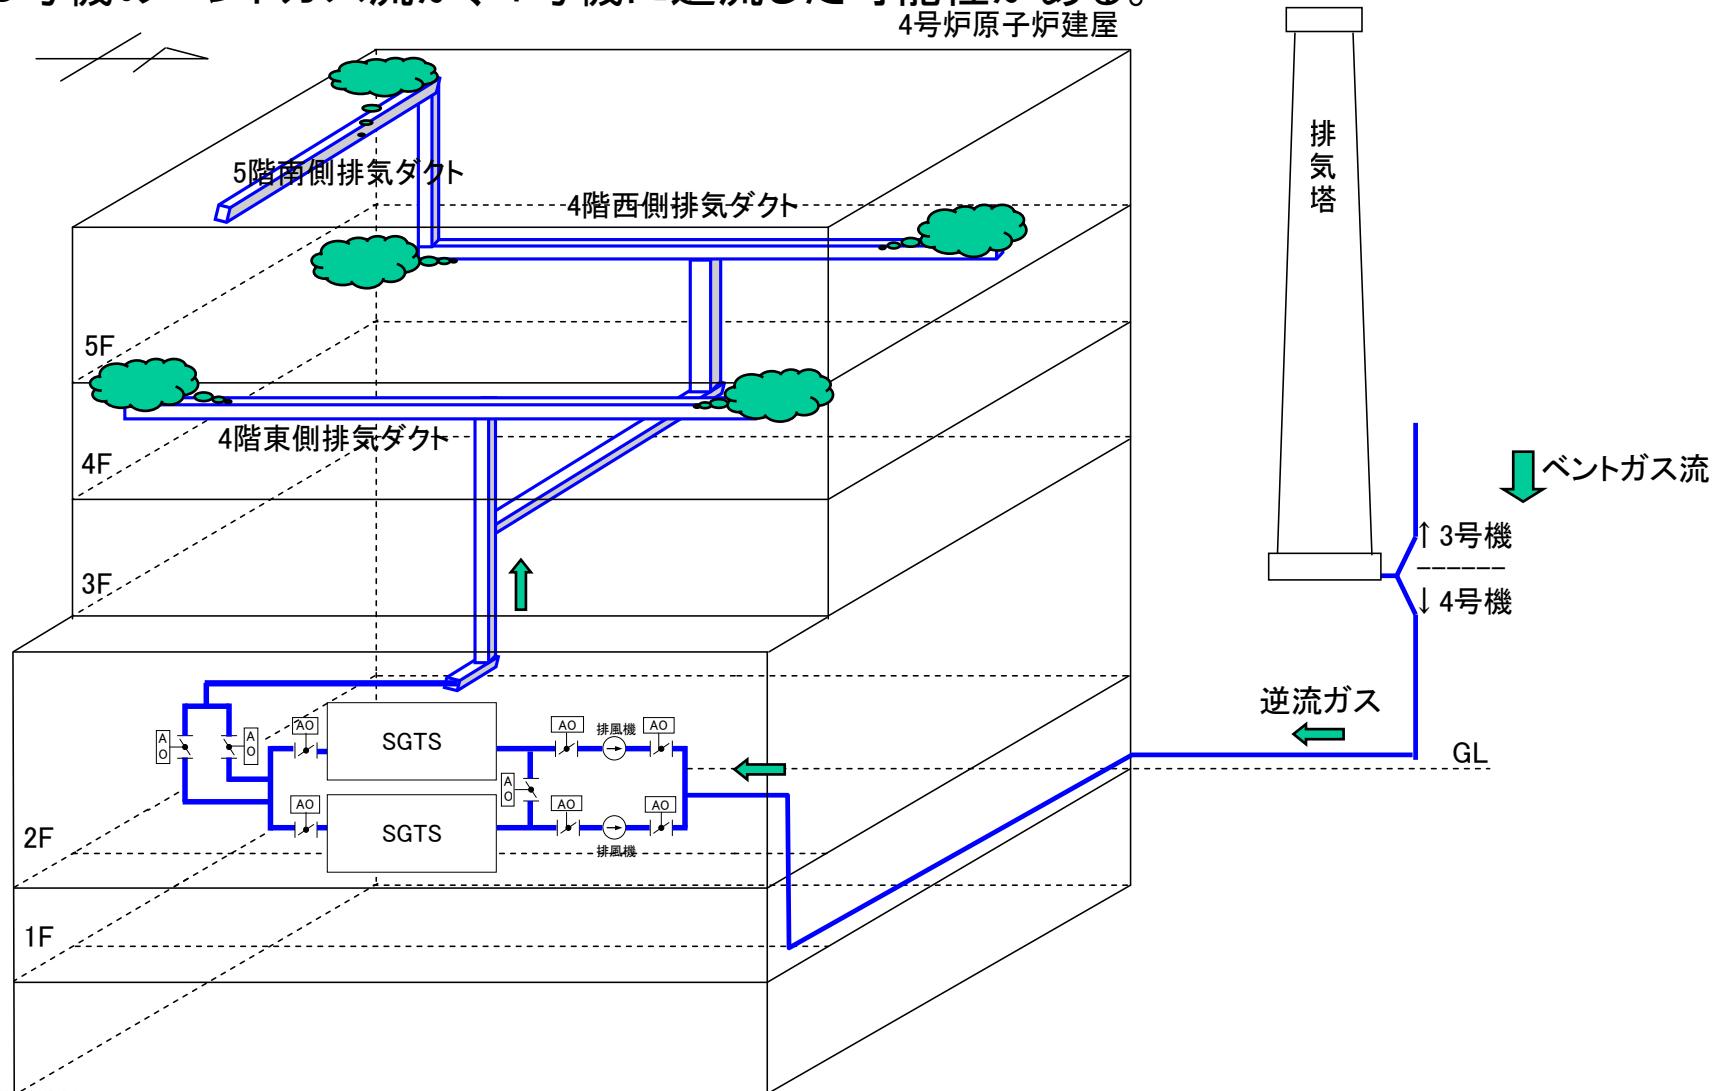 4号炉原子炉建屋
排気塔
5階南側排気ダクト
4階西側排気ダクト
5F
4階東側排気ダクト
4F
ベントガス流
↑ 3号機
------
↓ 4号機
3F
逆流ガス
GL
AO
AO
AO
SGTS
AO
排風機
AO
AO
AO
SGTS
AO
排風機
AO
2F
1F